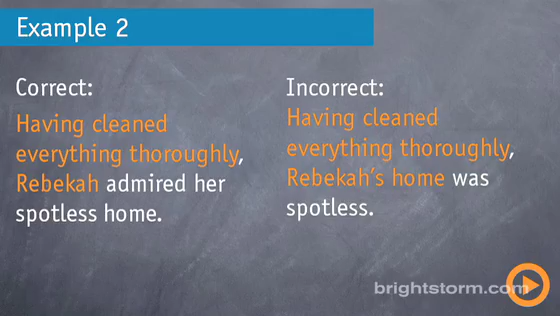 Example 2
Correct:
Having cleaned
everything thoroughly,
Rebekah admired her
spotless home.
Incorrect:
Having cleaned
everything thoroughly,
Rebekah’s home was
spotless.
brightstorm.com